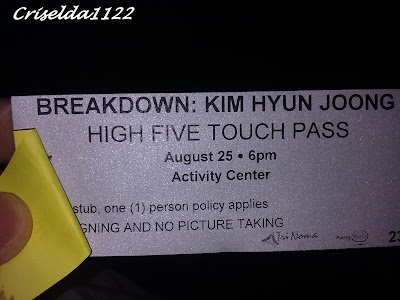 Criselda1122
BREAKDOWN: KIM HYUN JOONG
HIGH FIVE TOUCH PASS
August 25 • 6pm
Activity Center
stub, one (1) person policy applies
GNING AND NO PICTURE TAKING
23